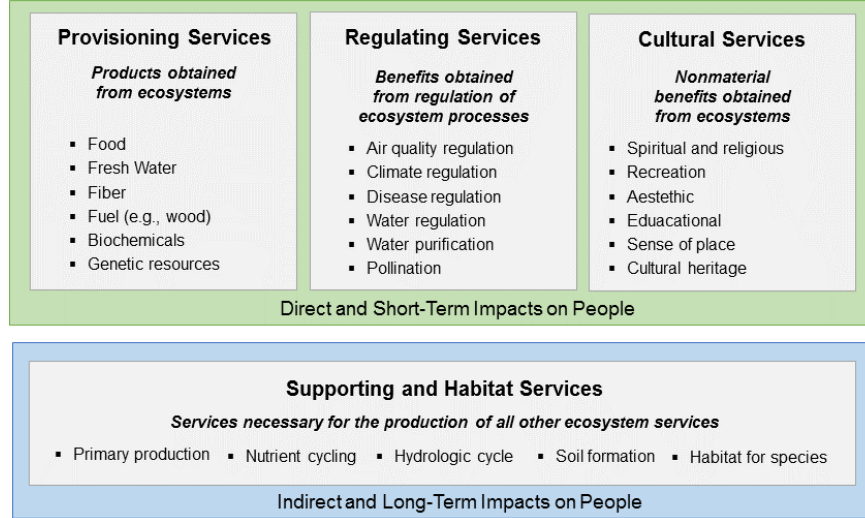 Provisioning Services
Products obtained
from ecosystems
▪ Food
▪ Fresh Water
▪ Fiber
▪ Fuel (e.g., wood)
▪ Biochemicals
▪ Genetic resources
Regulating Services
Benefits obtained
from regulation of
ecosystem processes
▪ Air quality regulation
▪ Climate regulation
▪ Disease regulation
▪ Water regulation
▪ Water purification
▪ Pollination
Cultural Services
Nonmaterial
benefits obtained
from ecosystems
▪ Spiritual and religious
▪ Recreation
▪ Aestethic
▪ Eduacational
▪ Sense of place
▪ Cultural heritage
Direct and Short-Term Impacts on People
Supporting and Habitat Services
Services necessary for the production of all other ecosystem services
▪ Primary production ▪ Nutrient cycling ▪ Hydrologic cycle ▪ Soil formation ▪ Habitat for species
Indirect and Long-Term Impacts on People